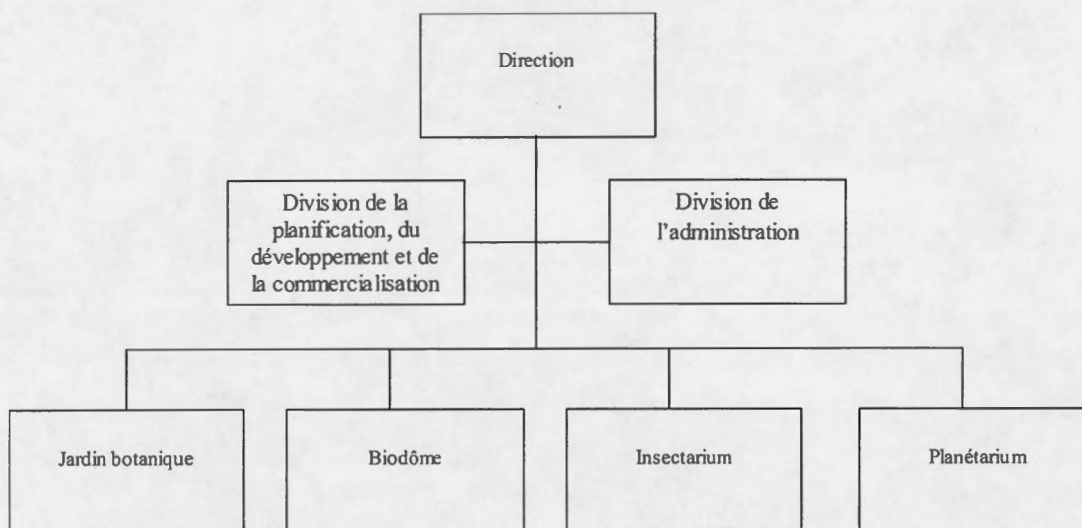 Direction
Division de la
planification, du
développement et de
la commercialisation
Division de
l'administration
Jardin botanique
Biodôme
Insectarium
Planétarium